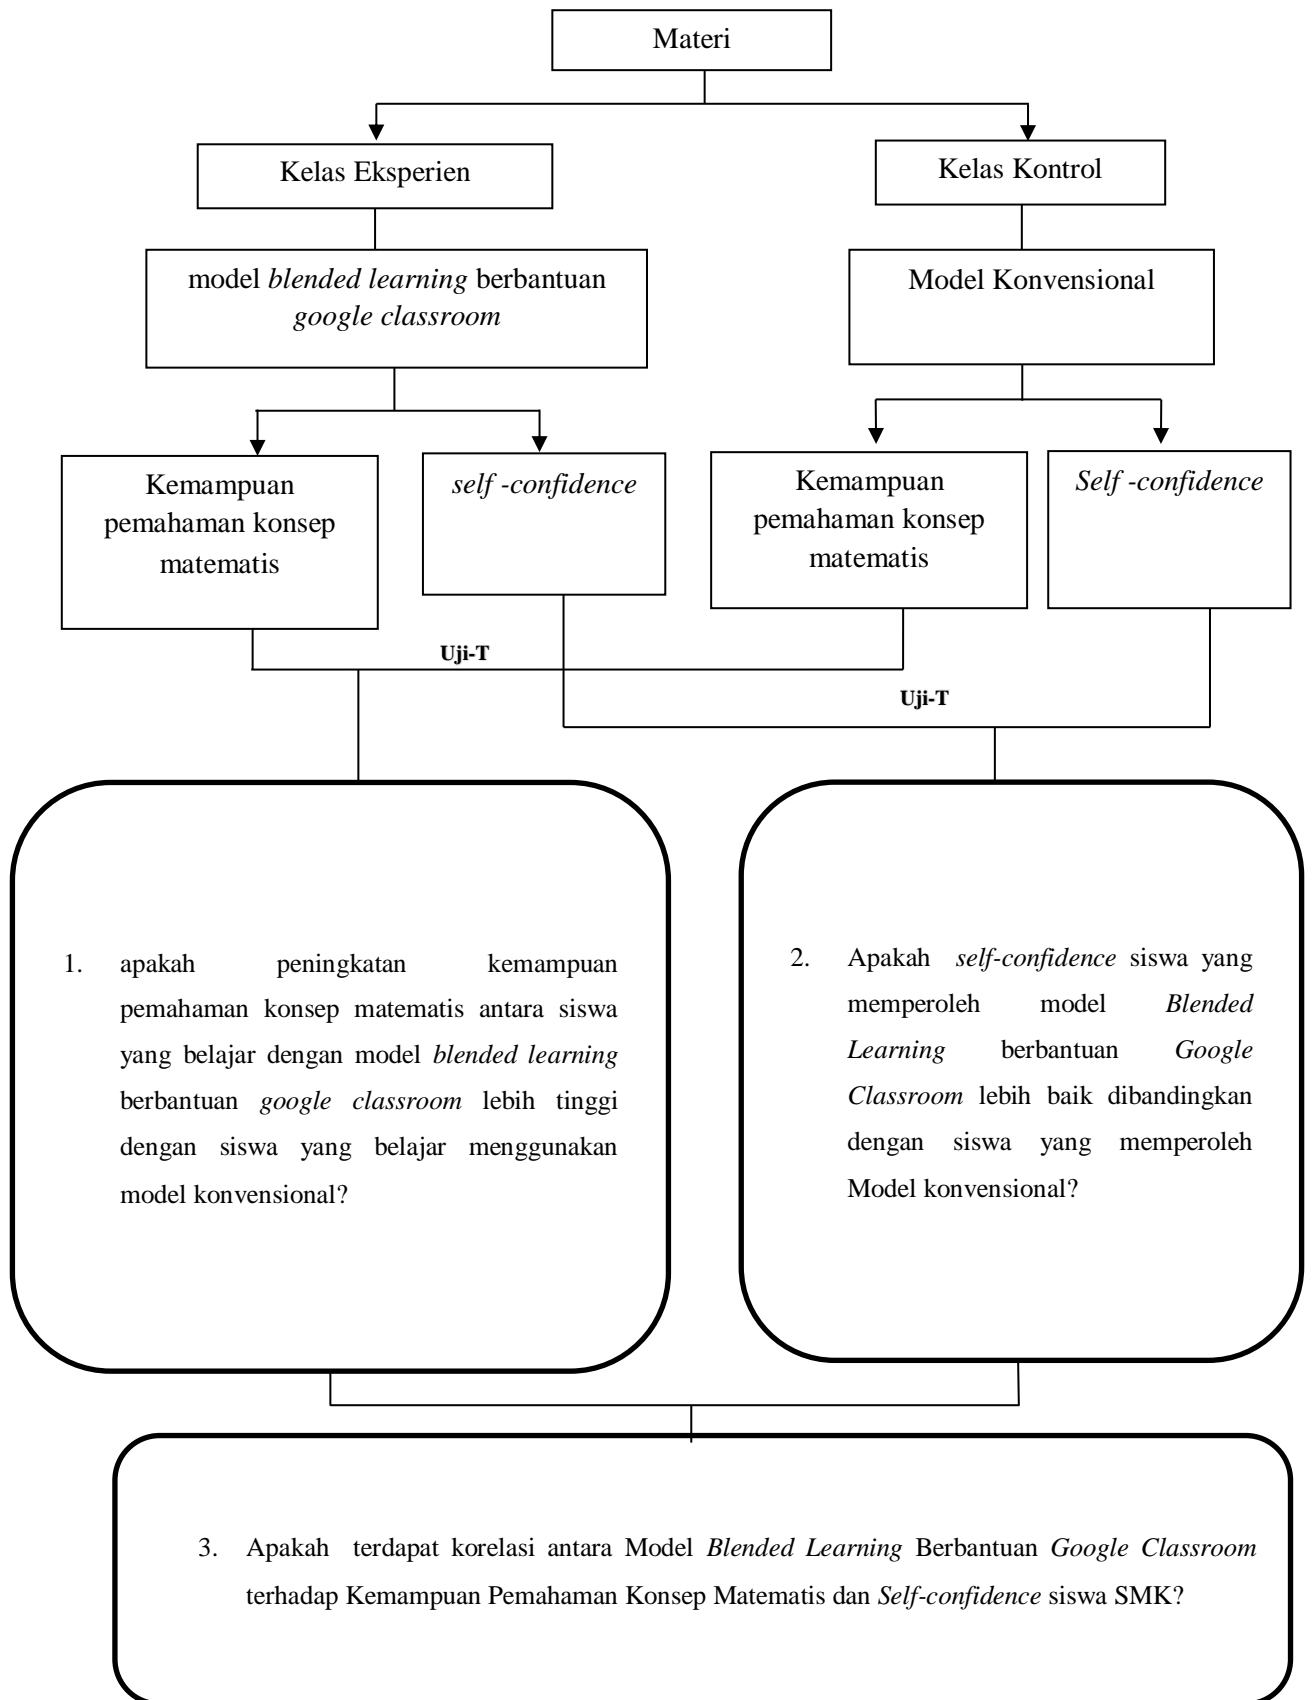 Materi
Kelas Eksperien
Kelas Kontrol
model blended learning berbantuan
google classroom
Model Konvensional
Kemampuan
pemahaman konsep
matematis
self -confidence
Kemampuan
pemahaman konsep
matematis
Self -confidence
Uji-T
Uji-T
1. apakah peningkatan kemampuan
pemahaman konsep matematis antara siswa
yang belajar dengan model blended learning
berbantuan google classroom lebih tinggi
dengan siswa yang belajar menggunakan
model konvensional?
2. Apakah self-confidence siswa yang
memperoleh model Blended
Learning berbantuan Google
Classroom lebih baik dibandingkan
dengan siswa yang memperoleh
Model konvensional?
3. Apakah terdapat korelasi antara Model Blended Learning Berbantuan Google Classroom
terhadap Kemampuan Pemahaman Konsep Matematis dan Self-confidence siswa SMK?